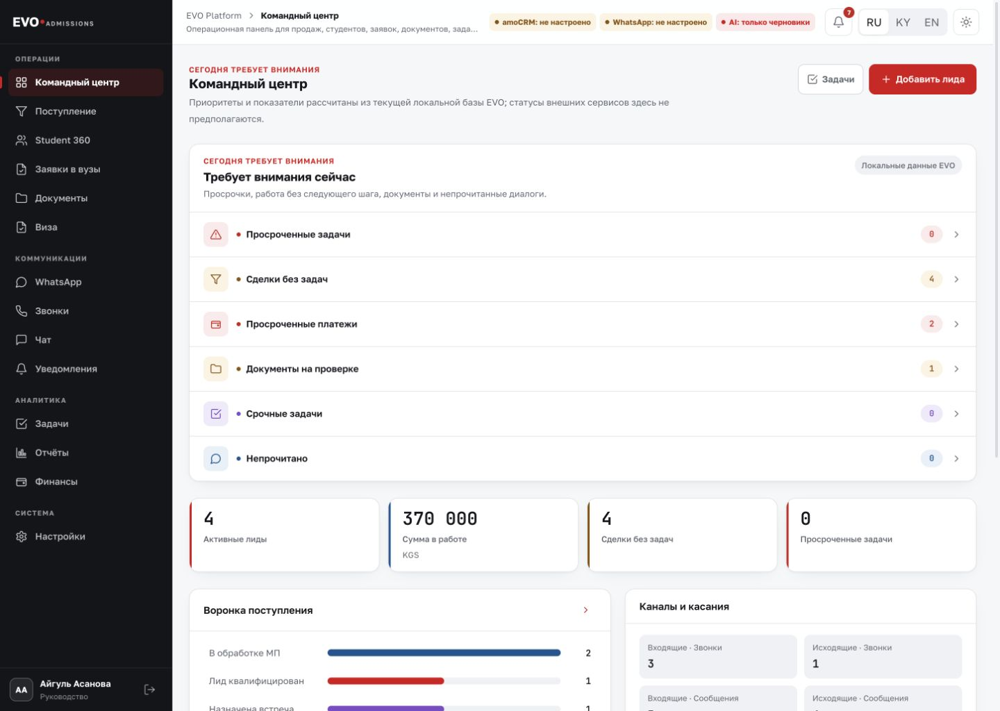 EVO•ADMISSIONS
ОПЕРАЦИИ
Командный центр
Поступление
Student 360
Заявки в вузы
Документы
Виза
КОММУНИКАЦИИ
WhatsApp
Звонки
Чат
Уведомления
АНАЛИТИКА
Задачи
Отчёты
Финансы
СИСТЕМА
Настройки
АА
Айгуль Асанова
Руководство
EVO Platform > Командный центр
Операционная панель для продаж, студентов, заявок, документов, зада...
amoCRM: не настроено
WhatsApp: не настроено
AI: только черновики
7
RU KY EN
СЕГОДНЯ ТРЕБУЕТ ВНИМАНИЯ
Командный центр
Приоритеты и показатели рассчитаны из текущей локальной базы EVO; статусы внешних сервисов здесь не
предполагаются.
Задачи
+ Добавить лида
СЕГОДНЯ ТРЕБУЕТ ВНИМАНИЯ
Требует внимания сейчас
Просрочки, работа без следующего шага, документы и непрочитанные диалоги.
Локальные данные EVO
Просроченные задачи 0
Сделки без задач 4
Просроченные платежи 2
Документы на проверке 1
Срочные задачи 0
Непрочитано 0
4
Активные лиды
370 000
Сумма в работе
KGS
4
Сделки без задач
0
Просроченные задачи
Воронка поступления
В обработке МП 2
Лид квалифицирован 1
Назначена встреча 1
Каналы и касания
Входящие · Звонки
3
Исходящие · Звонки
1
Входящие · Сообщения
Исходящие · Сообщения